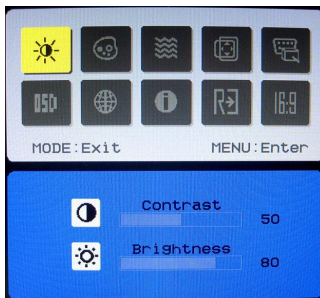 OSD R 16:9
MODE:Exit MENU:Enter
Contrast
50
Brightness
80